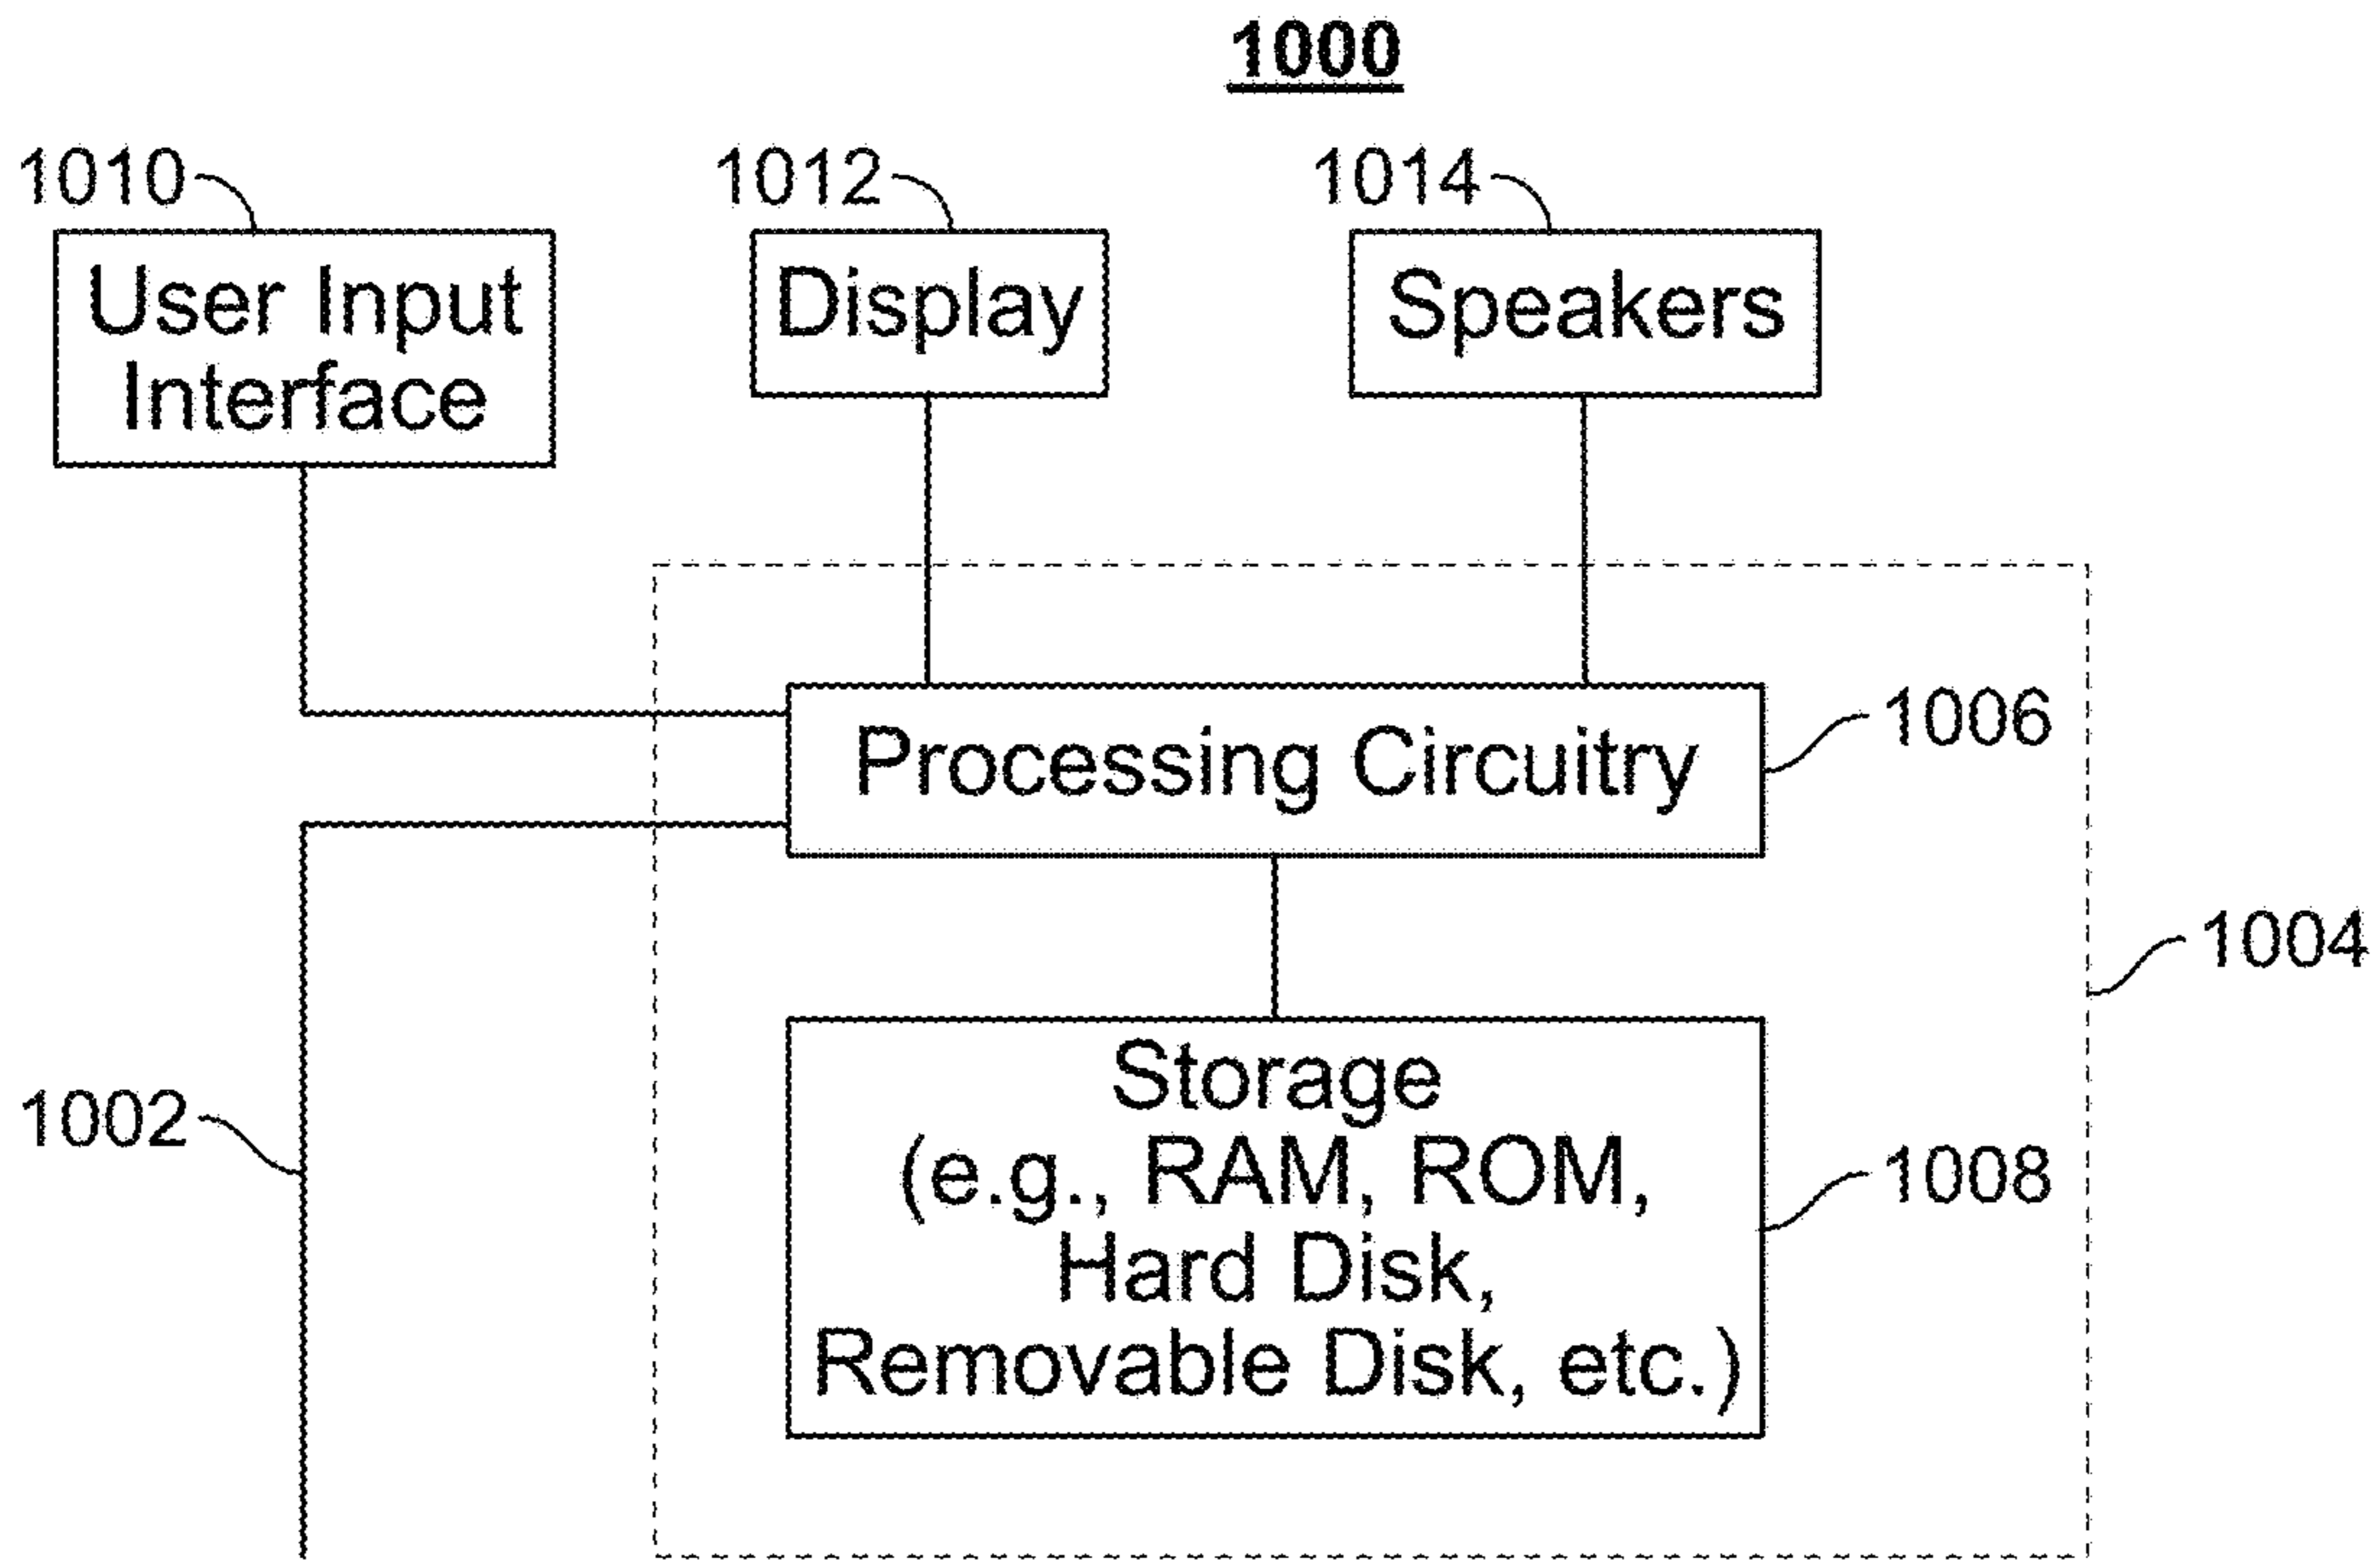 1000
1010
1012
1014
User Input
Interface
Display
Speakers
Processing Circuitry
1006
1004
1002
Storage
(e.g., RAM, ROM,
Hard Disk,
Removable Disk, etc.)
1008